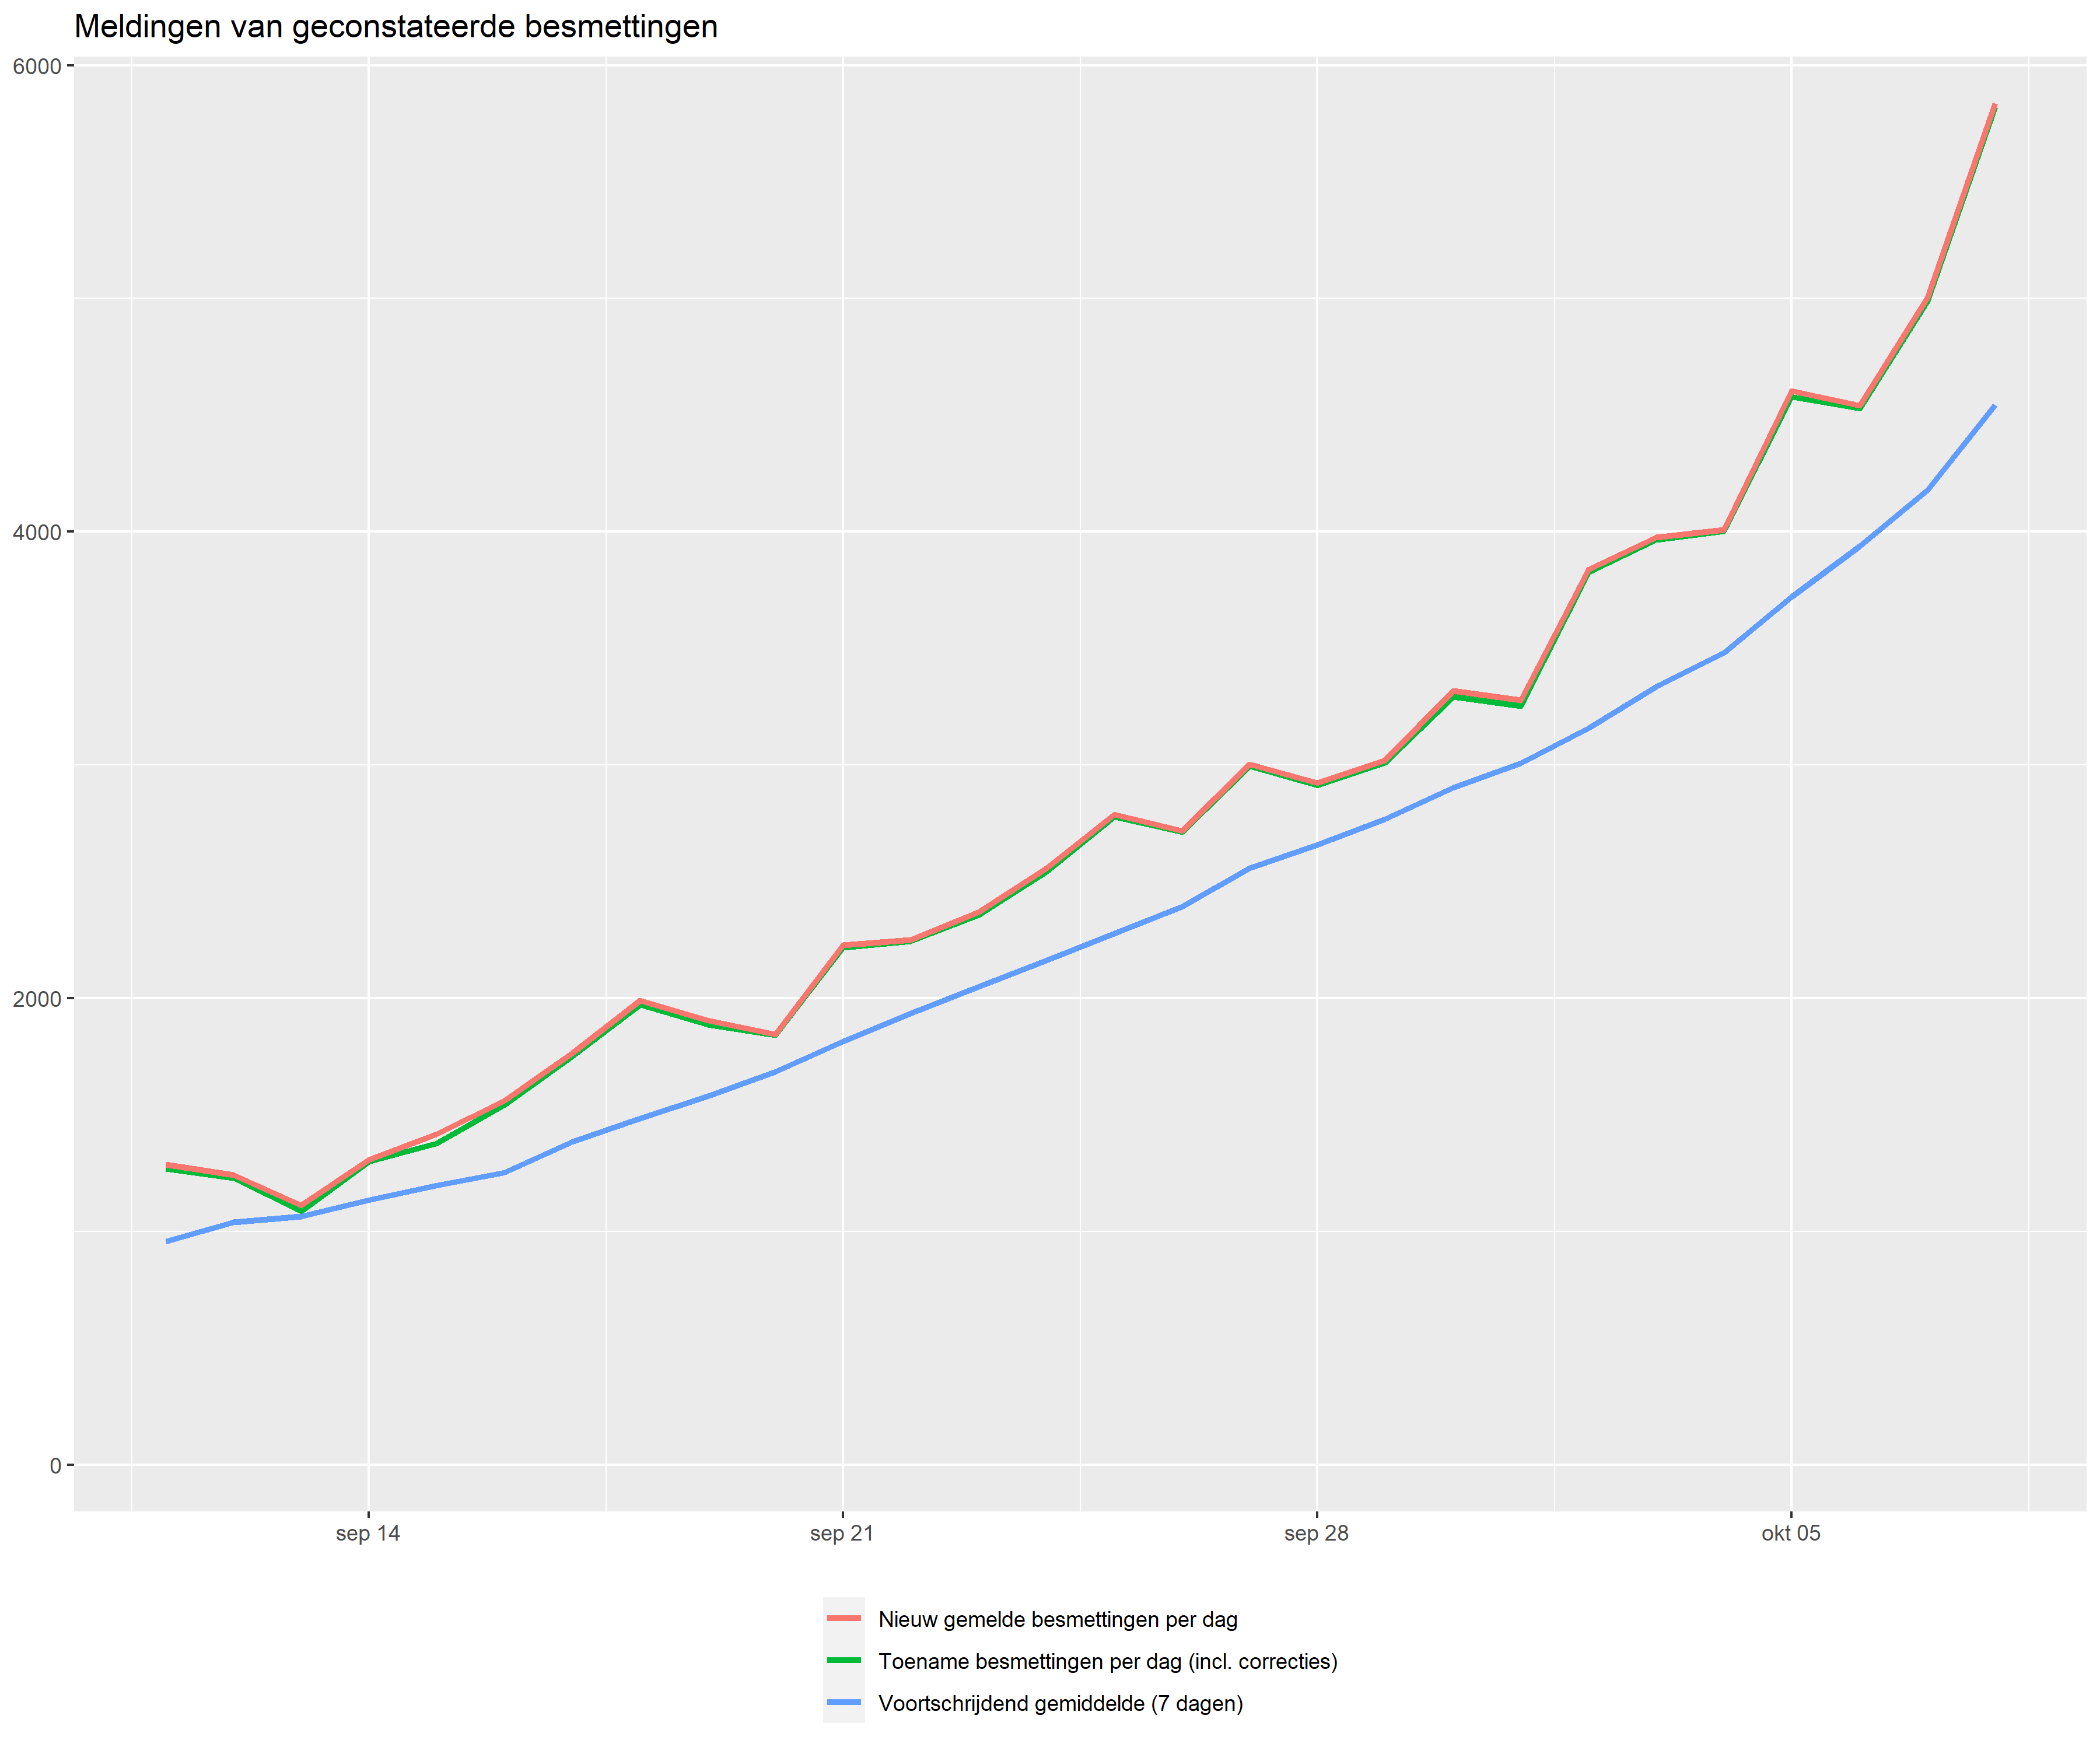 Meldingen van geconstateerde besmettingen
6000
4000
2000
0
sep 14
sep 21
sep 28
okt 05
Nieuw gemelde besmettingen per dag
Toename besmettingen per dag (incl. correcties)
Voortschrijdend gemiddelde (7 dagen)